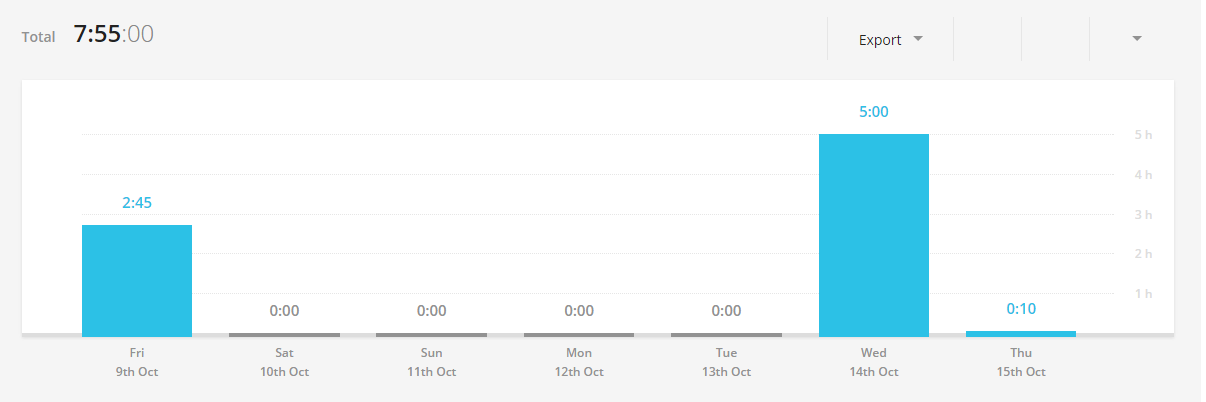 Total 7:55:00
Export
5:00
5 h
4 h
2:45
3 h
2 h
1 h
0:00 0:00 0:00 0:00 0:10
Fri Sat Sun Mon Tue Wed Thu
9th Oct 10th Oct 11th Oct 12th Oct 13th Oct 14th Oct 15th Oct